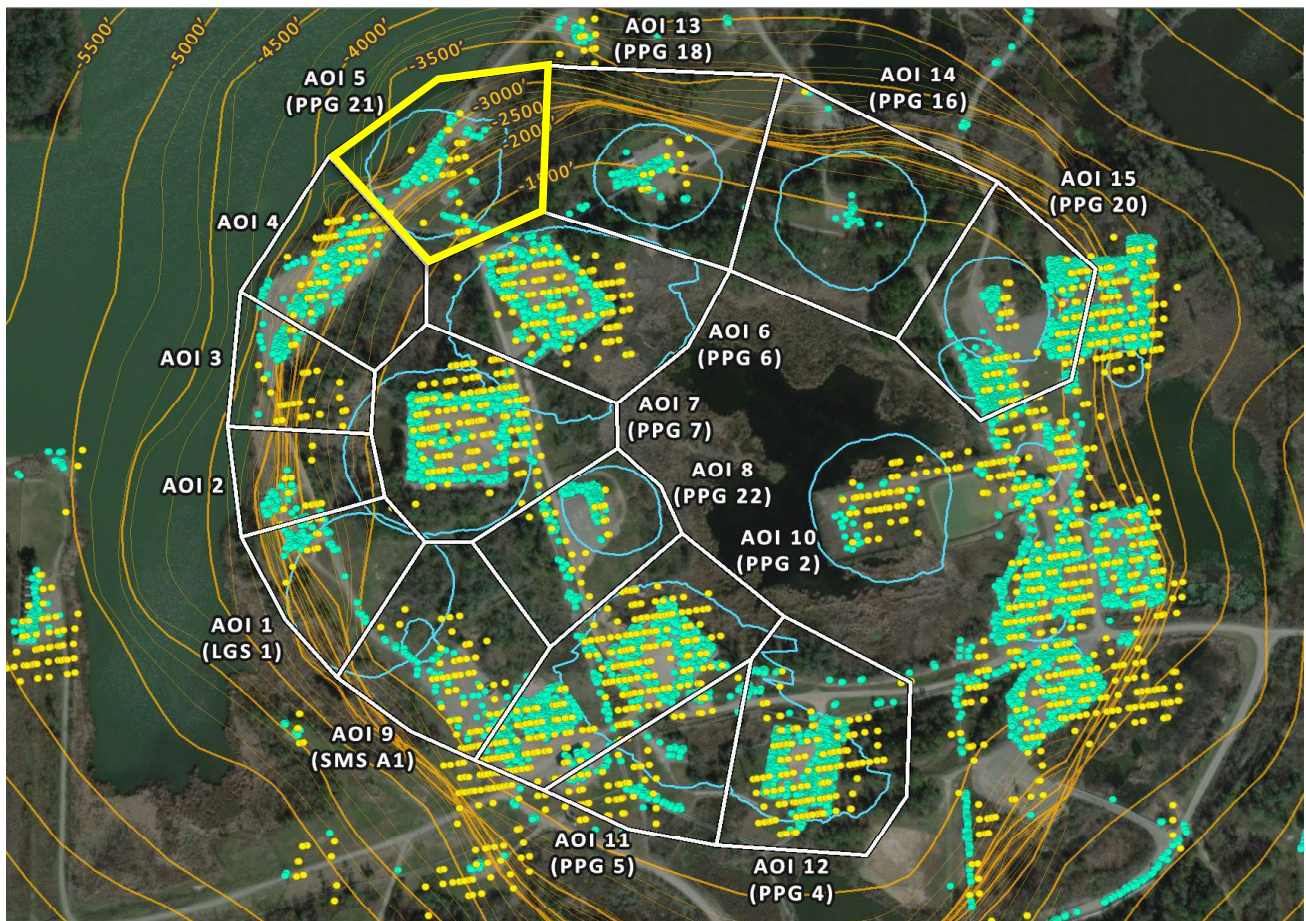 -5500'
-5000'
-4500'
-4000'
-3500'
AOI 13
(PPG 18)
AOI 5
(PPG 21)
AOI 14
(PPG 16)
-3000'
-2500
-2000'
AOI 15
(PPG 20)
AOI 4
AOI 3
AOI 6
(PPG 6)
AOI 7
(PPG 7)
AOI 2
AOI 8
(PPG 22)
AOI 10
(PPG 2)
AOI 1
(LGS 1)
AOI 9
(SMS A1)
AOI 11
(PPG 5)
AOI 12
(PPG 4)